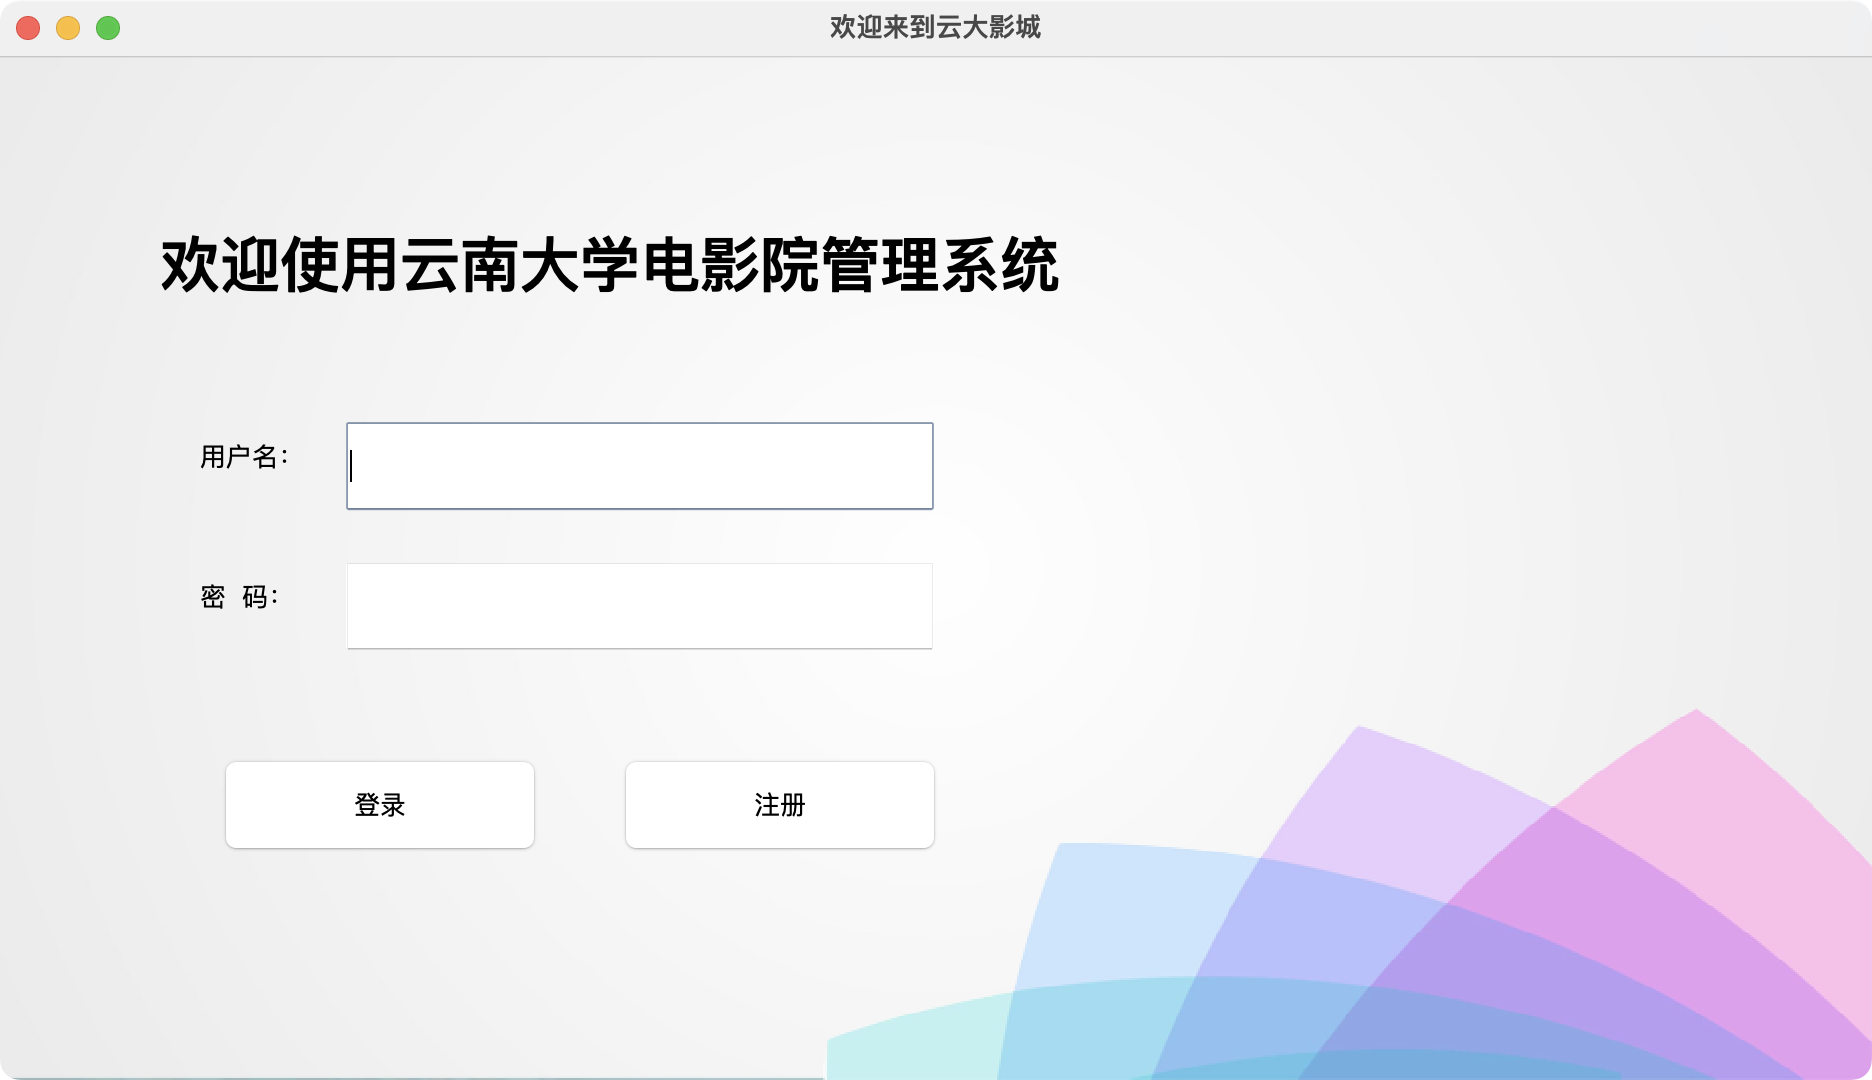 欢迎来到云大影城
欢迎使用云南大学电影院管理系统
用户名：
密 码：
登录
注册